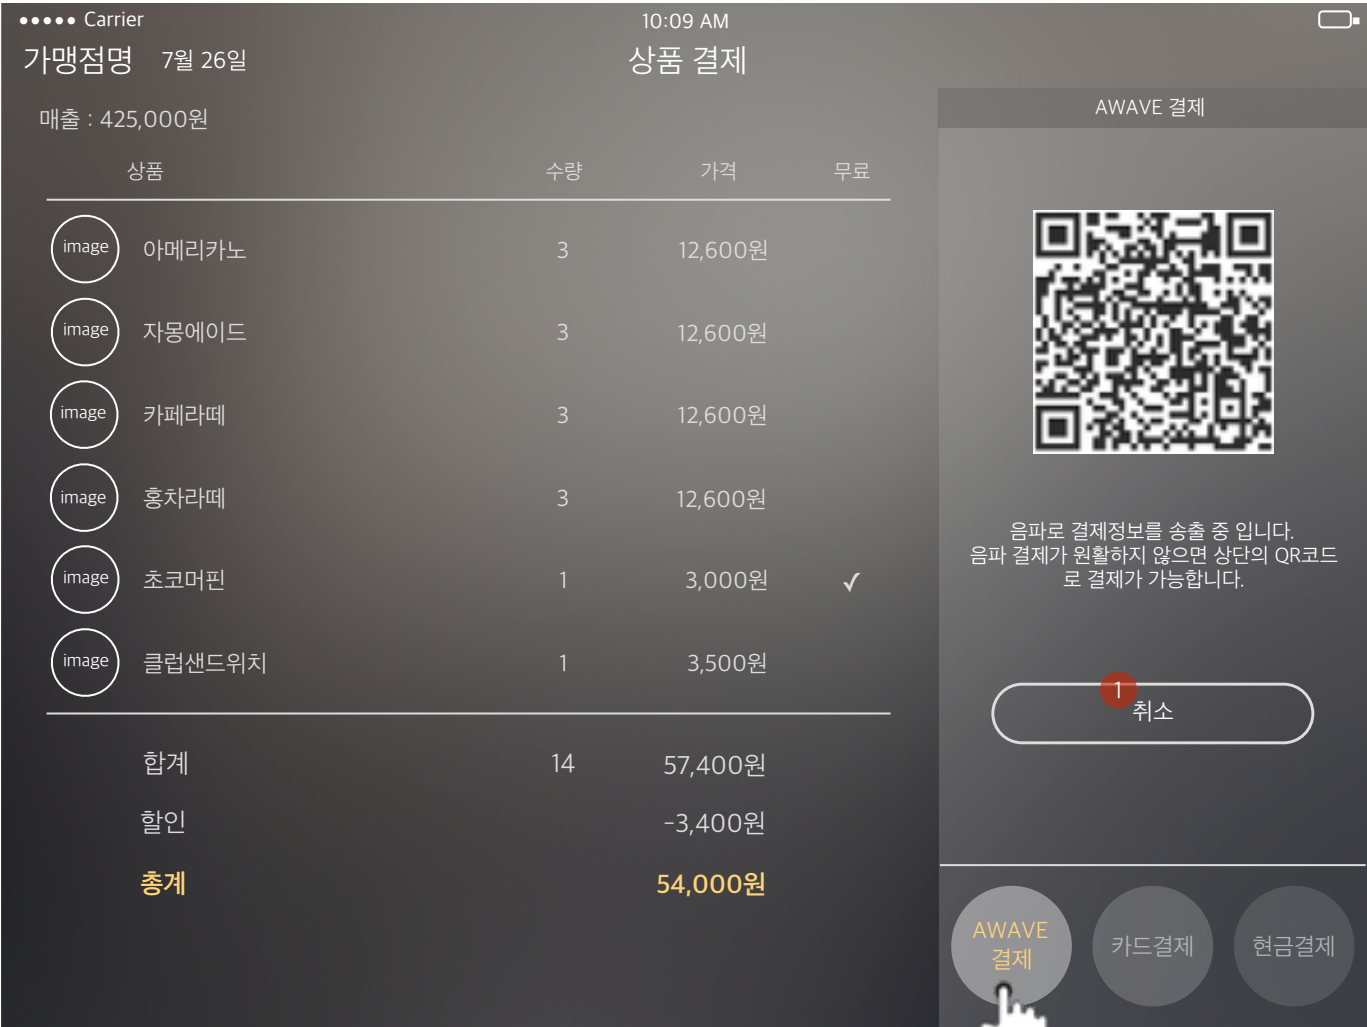 Carrier
10:09 AM
가맹점명 7월 26일
상품 결제
매출 : 425,000원
상품 수량 가격 무료
image 아메리카노 3 12,600원
image 자몽에이드 3 12,600원
image 카페라떼 3 12,600원
image 홍차라떼 3 12,600원
image 초코머핀 1 3,000원 ✓
image 클럽샌드위치 1 3,500원
합계 14 57,400원
할인 -3,400원
총계 54,000원
AWAVE 결제
음파로 결제정보를 송출 중 입니다.
음파 결제가 원활하지 않으면 상단의 QR코드
로 결제가 가능합니다.
1
취소
AWAVE
결제
카드결제
현금결제